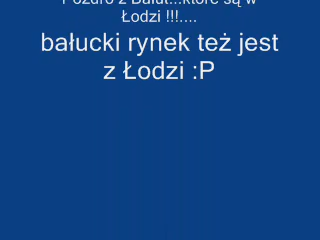 Pozdro z Bałut...które są w
Łodzi !!!....
bałucki rynek też jest
z Łodzi :P